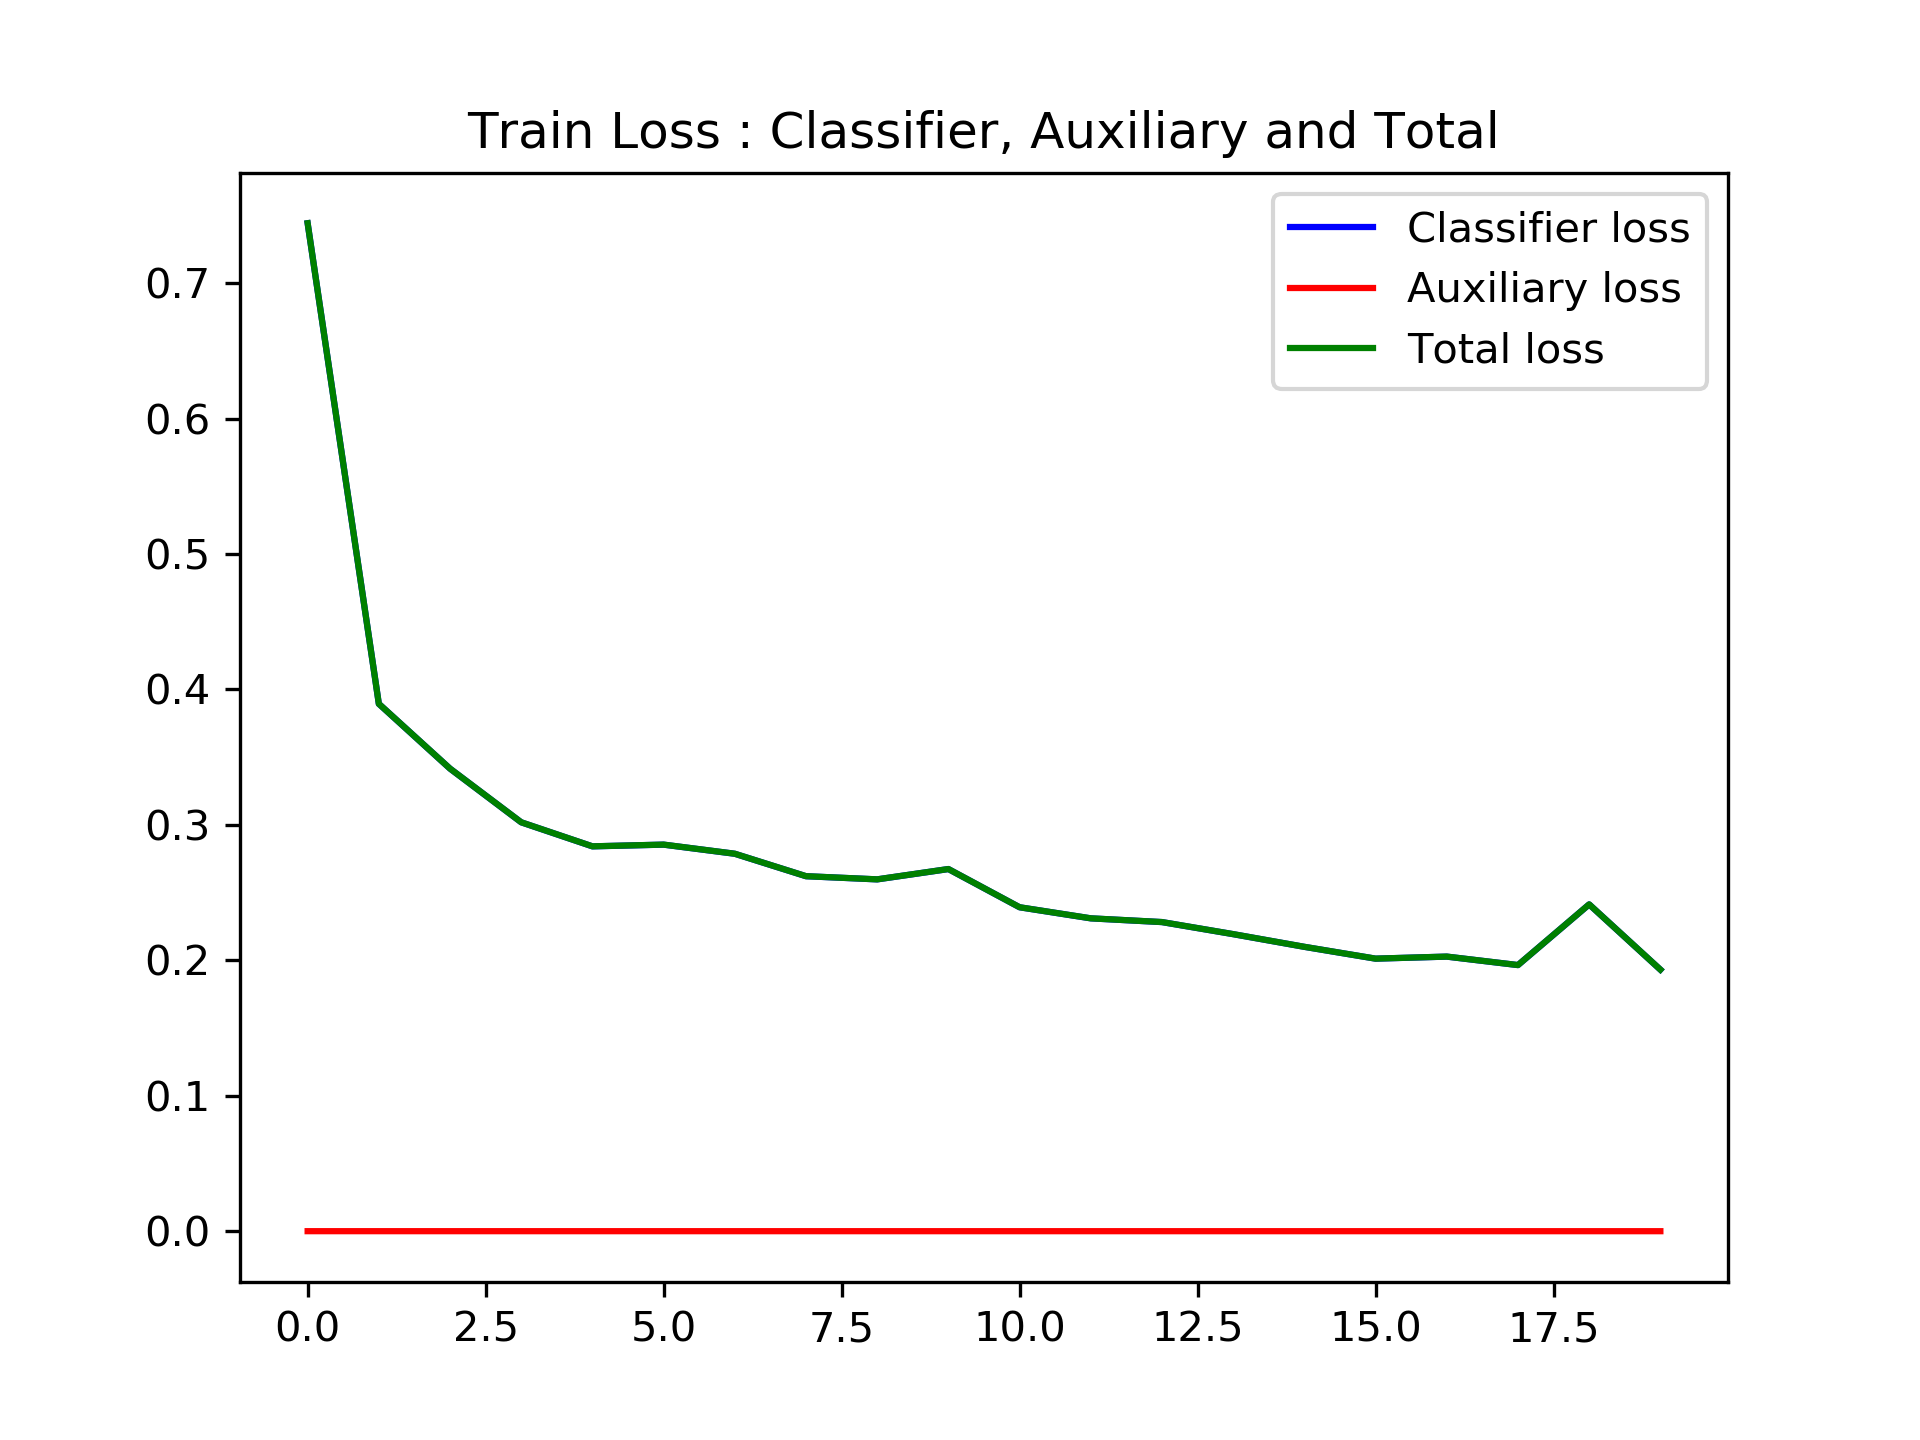 Train Loss : Classifier, Auxiliary and Total
Classifier loss
Auxiliary loss
Total loss
0.7
0.6
0.5
0.4
0.3
0.2
0.1
0.0
0.0 2.5 5.0 7.5 10.0 12.5 15.0 17.5